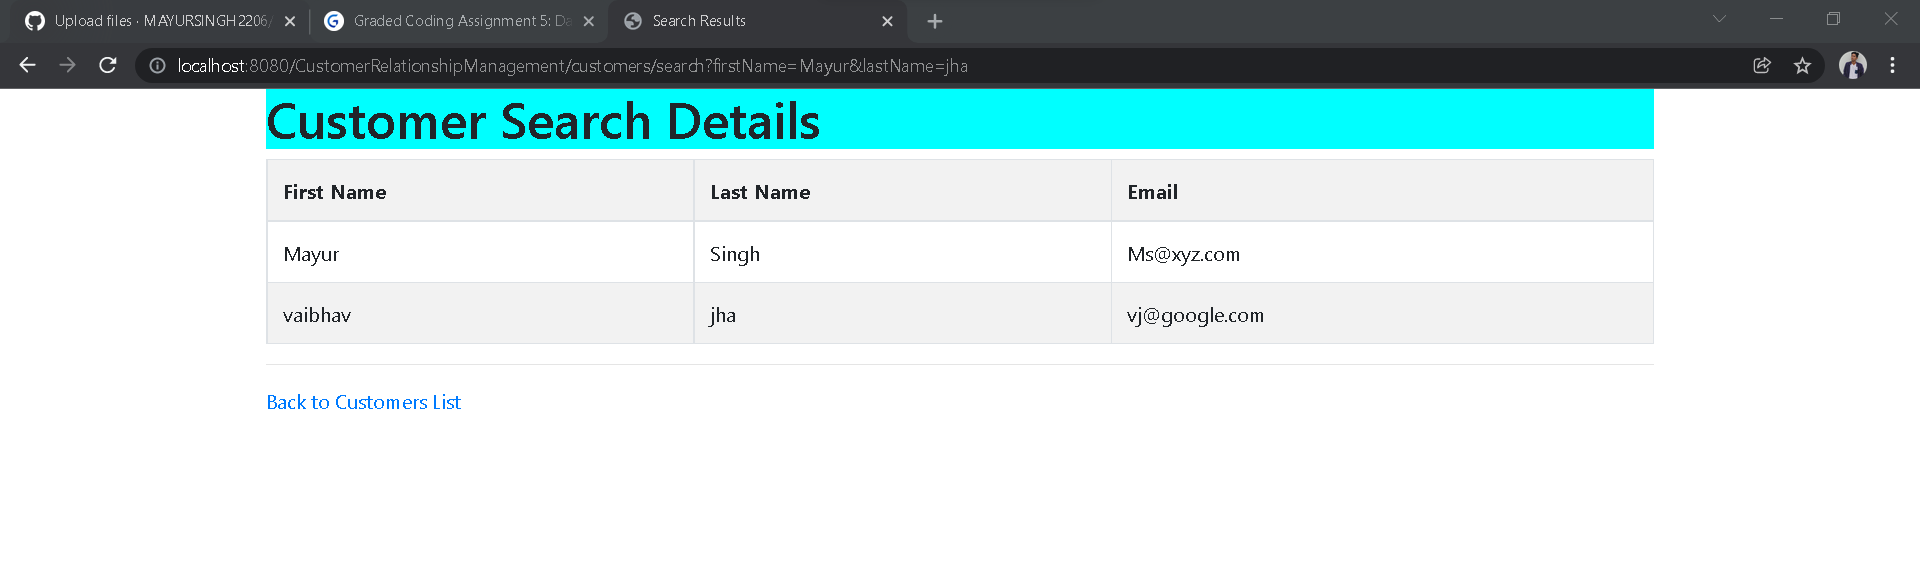 Upload files · MAYURSINGH2206/
Graded Coding Assignment 5: Da
Search Results
localhost:8080/CustomerRelationshipManagement/customers/search?firstName=Mayur&lastName=jha
Customer Search Details
First Name Last Name Email
Mayur Singh Ms@xyz.com
vaibhav jha vj@google.com
Back to Customers List